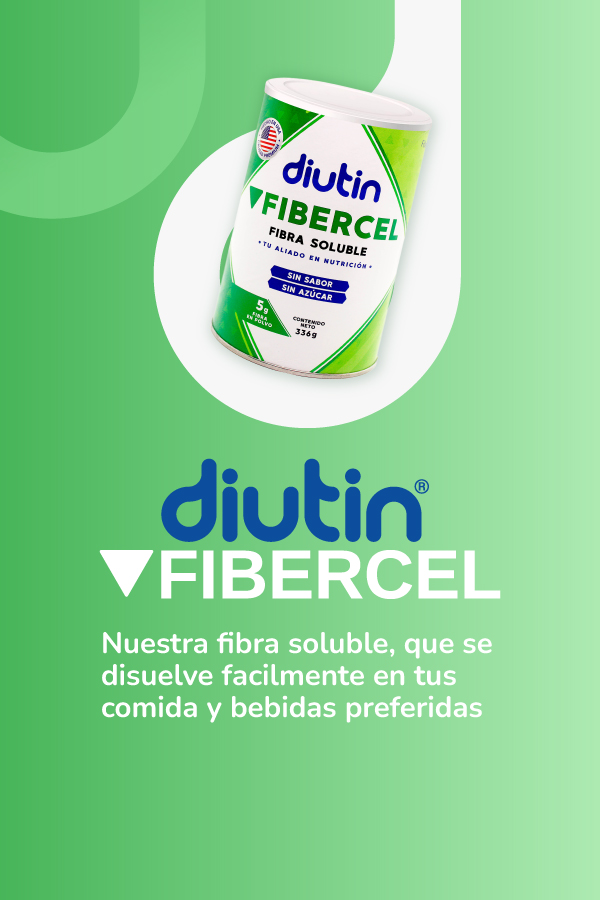 diutin
FIBERCEL
FIBRA SOLUBLE
• TU ALIADO EN NUTRICIÓN •
SIN SABOR
SIN AZÚCAR
5g
FIBRA
EN POLVO
CONTENIDO
NETO
336g
diutin®
FIBERCEL
Nuestra fibra soluble, que se
disuelve facilmente en tus
comida y bebidas preferidas